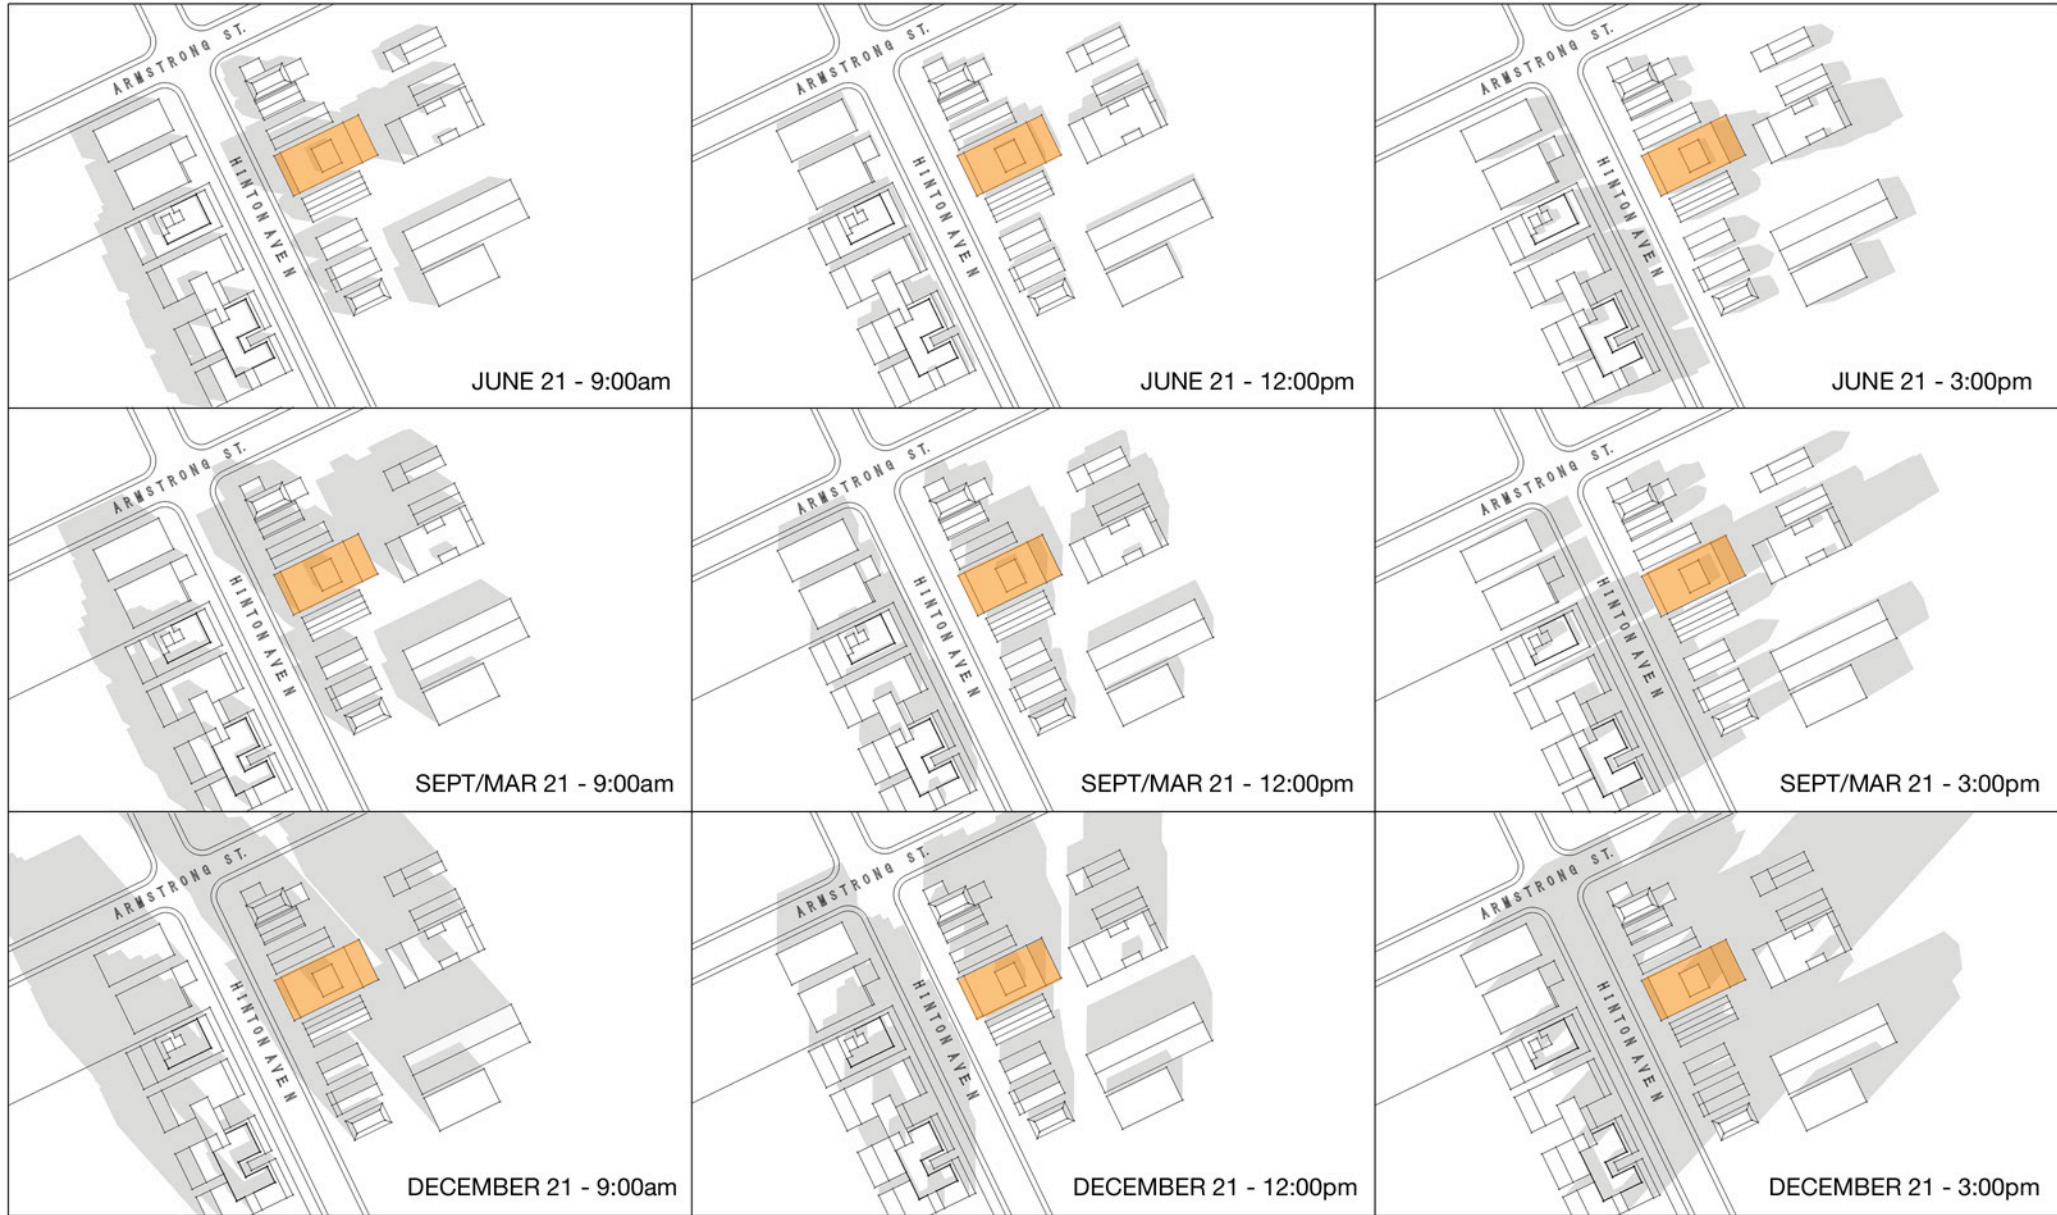 ARMSTRONG ST.
HINTON AVE N
JUNE 21 - 9:00am
ARMSTRONG ST.
HINTON AVE N
JUNE 21 - 12:00pm
ARMSTRONG ST.
HINTON AVE N
JUNE 21 - 3:00pm
ARMSTRONG ST.
HINTON AVE N
SEPT/MAR 21 - 9:00am
ARMSTRONG ST.
HINTON AVE N
SEPT/MAR 21 - 12:00pm
ARMSTRONG ST.
HINTON AVE N
SEPT/MAR 21 - 3:00pm
ARMSTRONG ST.
HINTON AVE N
DECEMBER 21 - 9:00am
ARMSTRONG ST.
HINTON AVE N
DECEMBER 21 - 12:00pm
ARMSTRONG ST.
HINTON AVE N
DECEMBER 21 - 3:00pm